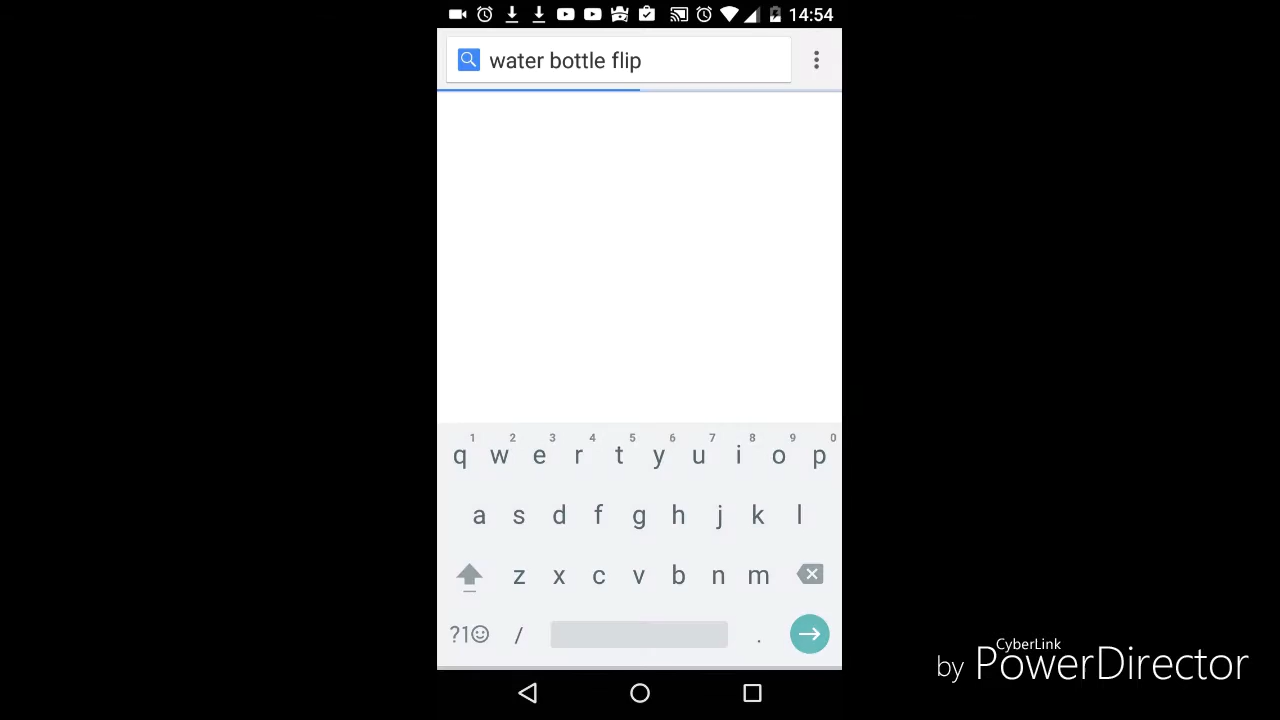 14:54
water bottle flip
1 2 3 4 5 6 7 8 9 0
q w e r t y u i o p
a s d f g h j k l
z x c v b n m
?1☺ / .
CyberLink
by PowerDirector